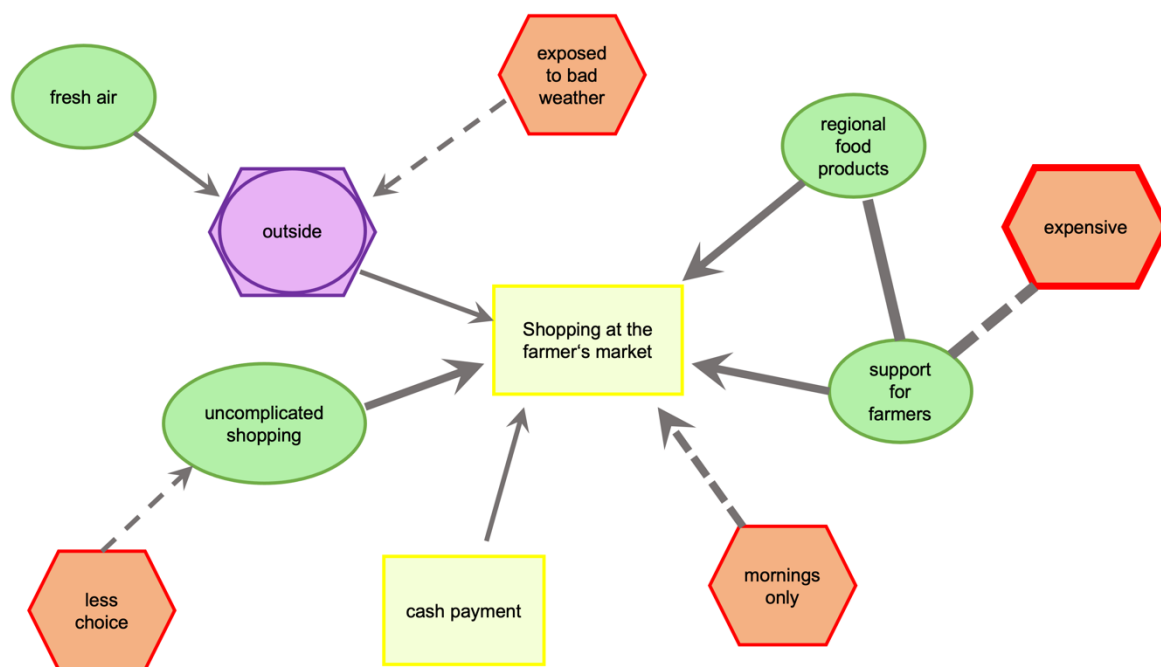 fresh air
exposed
to bad
weather
regional
food
products
outside
expensive
Shopping at the
farmer‘s market
support
for
farmers
uncomplicated
shopping
less
choice
cash payment
mornings
only